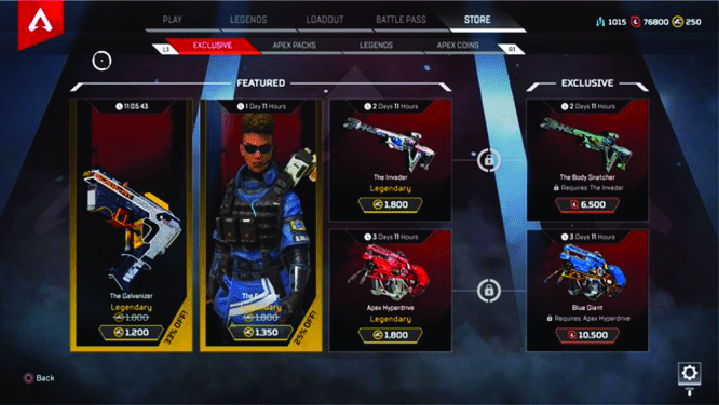 PLAY
LEGENDS
LOADOUT
BATTLE PASS
STORE
1015
76800
250
L1
EXCLUSIVE
APEX PACKS
LEGENDS
APEX COINS
R1
FEATURED
EXCLUSIVE
11:05:43
The Galvanizer
Legendary
1,800
1,200
33% OFF!
1 Day 11 Hours
The
Legendary
1,800
1,350
25% OFF!
2 Days 11 Hours
The Invader
Legendary
1,800
2 Days 11 Hours
The Body Snatcher
Requires: The Invader
6,500
3 Days 11 Hours
Apex Hyperdrive
Legendary
1,800
3 Days 11 Hours
Blue Giant
Requires: Apex Hyperdrive
10,500
Back